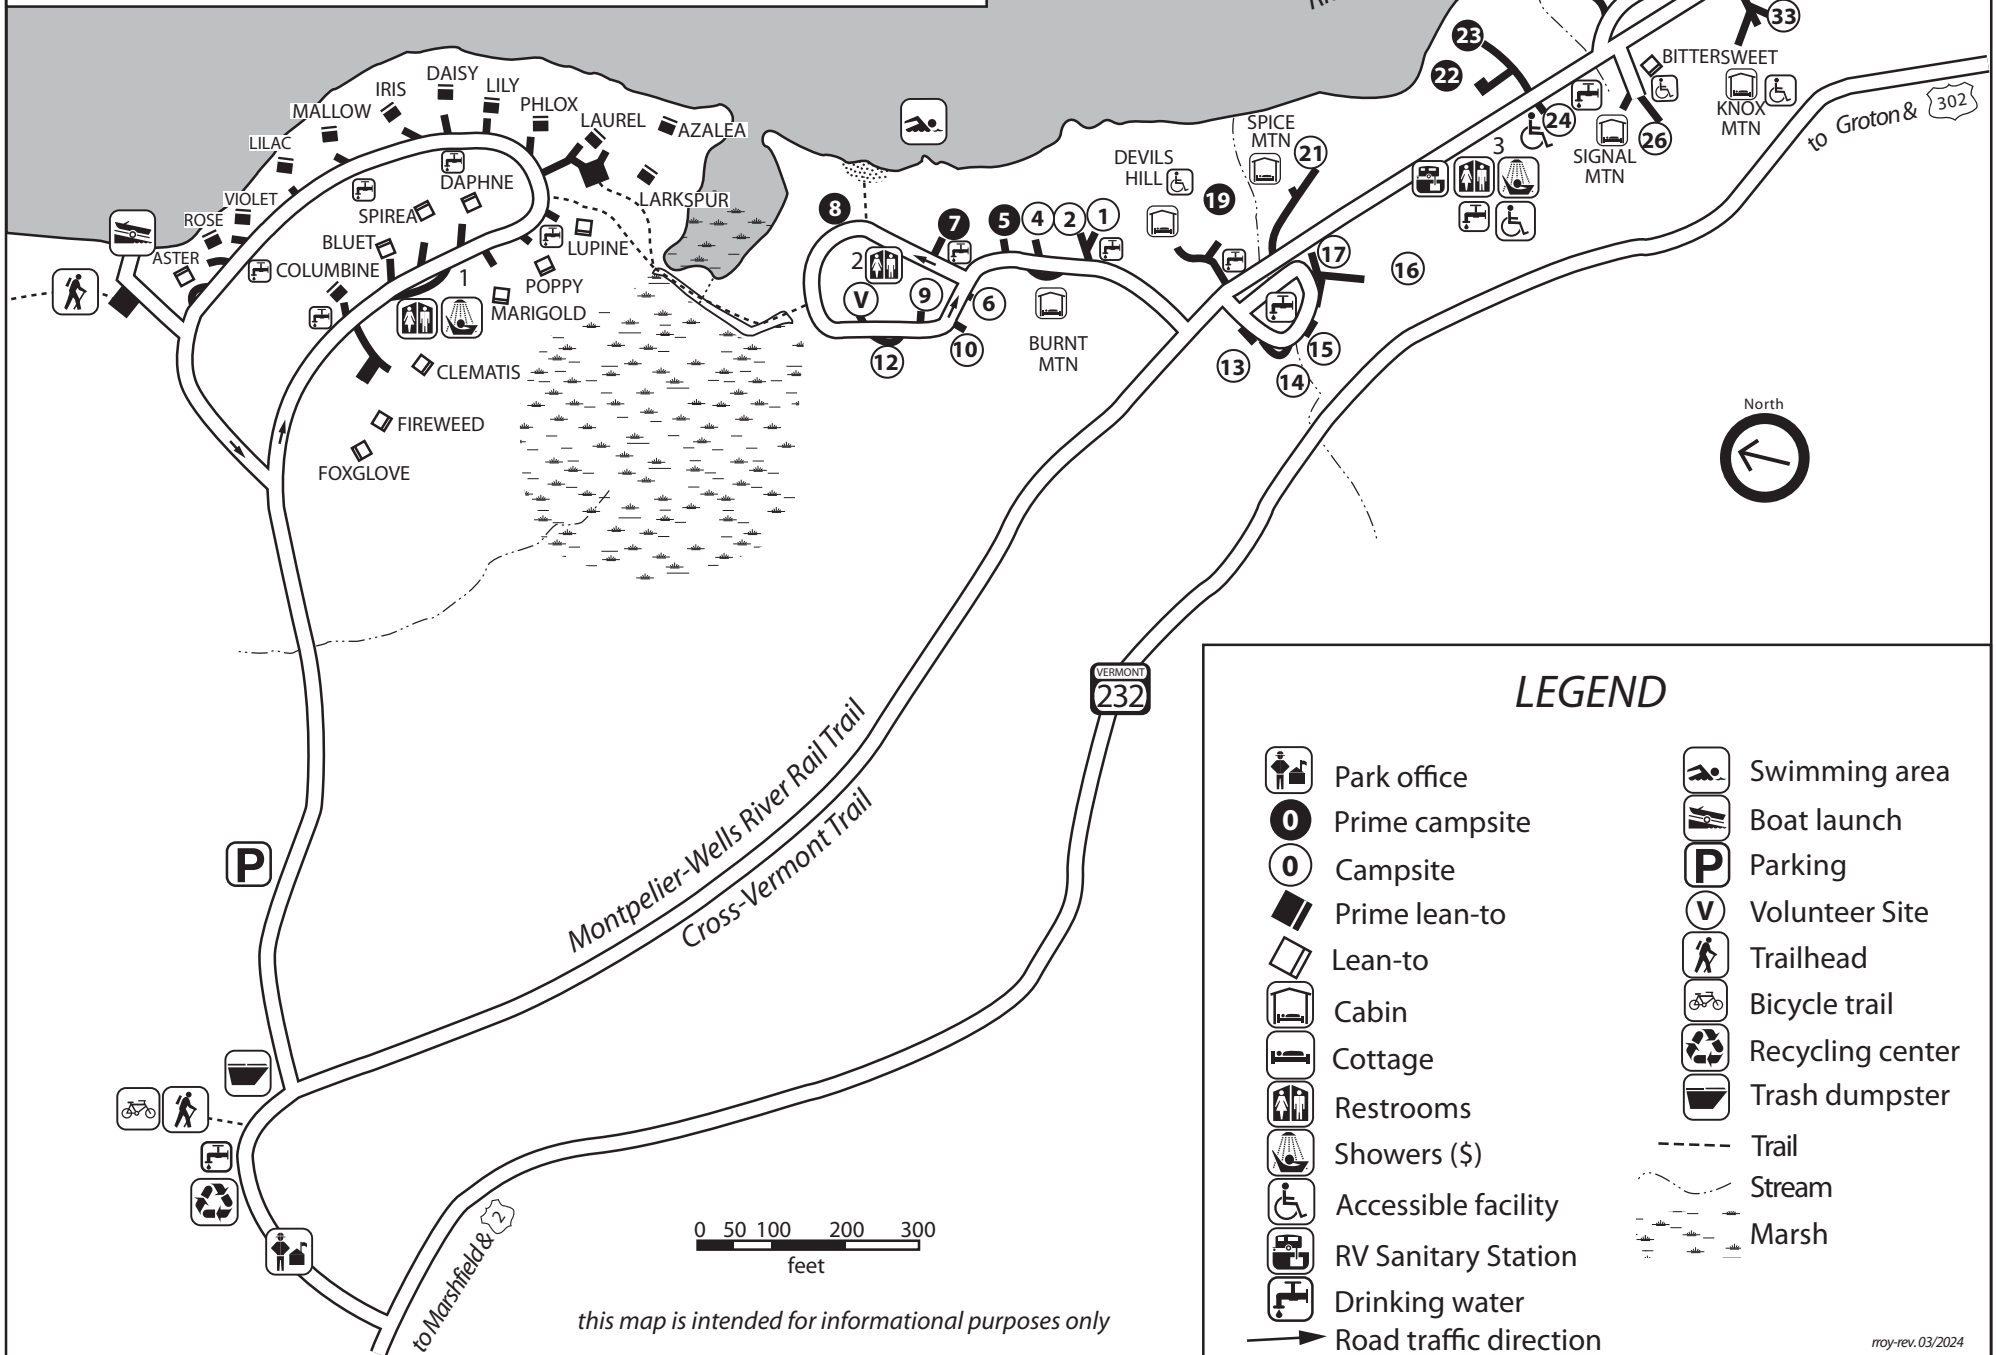 23
22
33
BITTERSWEET
KNOX
MTN
26
24
SIGNAL
MTN
3
to Groton &
302
DAISY
LILY
IRIS
PHLOX
MALLOW
LAUREL
AZALEA
LILAC
DAPHNE
LARKSPUR
VIOLET
SPIREA
ROSE
BLUET
LUPINE
ASTER
COLUMBINE
1
POPPY
MARIGOLD
CLEMATIS
FIREWEED
FOXGLOVE
8
7
5
4
2
1
2
V
9
6
12
10
BURNT
MTN
DEVILS
HILL
19
SPICE
MTN
21
17
16
15
13
14
North
VERMONT
232
Montpelier-Wells River Rail Trail
Cross-Vermont Trail
P
to Marshfield &
2
0 50 100 200 300
feet
this map is intended for informational purposes only
LEGEND
Park office
0 Prime campsite
0 Campsite
Prime lean-to
Lean-to
Cabin
Cottage
Restrooms
Showers ($)
Accessible facility
RV Sanitary Station
Drinking water
Road traffic direction
Swimming area
Boat launch
P Parking
V Volunteer Site
Trailhead
Bicycle trail
Recycling center
Trash dumpster
Trail
Stream
Marsh
rroy-rev. 03/2024